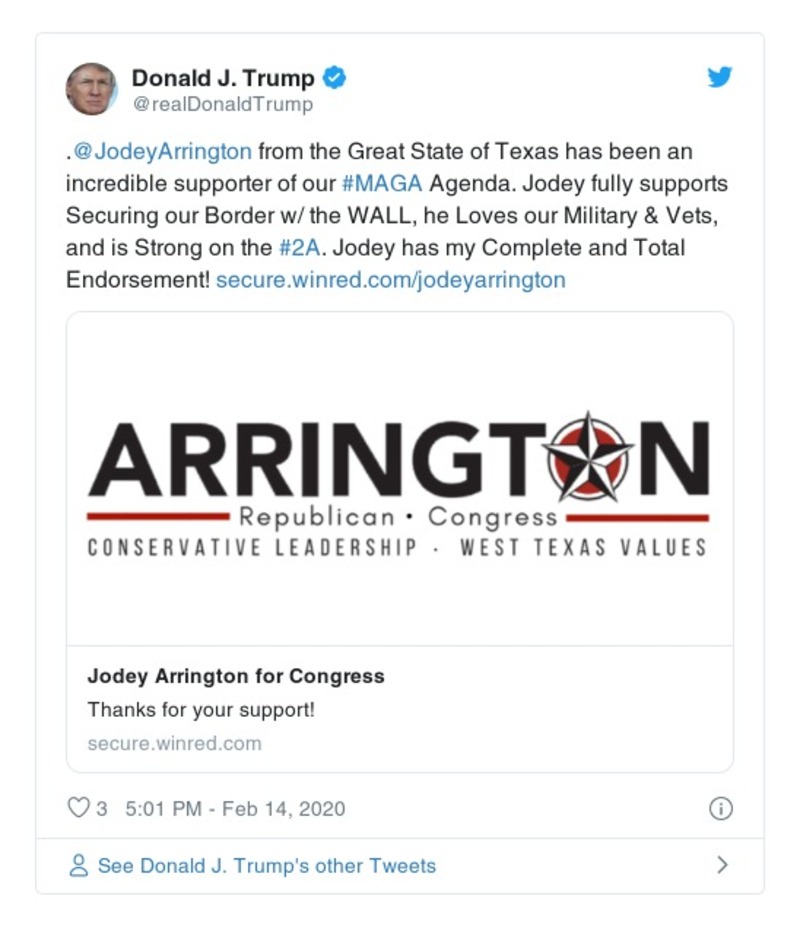 Donald J. Trump
@realDonaldTrump
.@JodeyArrington from the Great State of Texas has been an
incredible supporter of our #MAGA Agenda. Jodey fully supports
Securing our Border w/ the WALL, he Loves our Military & Vets,
and is Strong on the #2A. Jodey has my Complete and Total
Endorsement! secure.winred.com/jodeyarrington
ARRINGTON
Republican • Congress
CONSERVATIVE LEADERSHIP · WEST TEXAS VALUES
Jodey Arrington for Congress
Thanks for your support!
secure.winred.com
3 5:01 PM - Feb 14, 2020
See Donald J. Trump's other Tweets